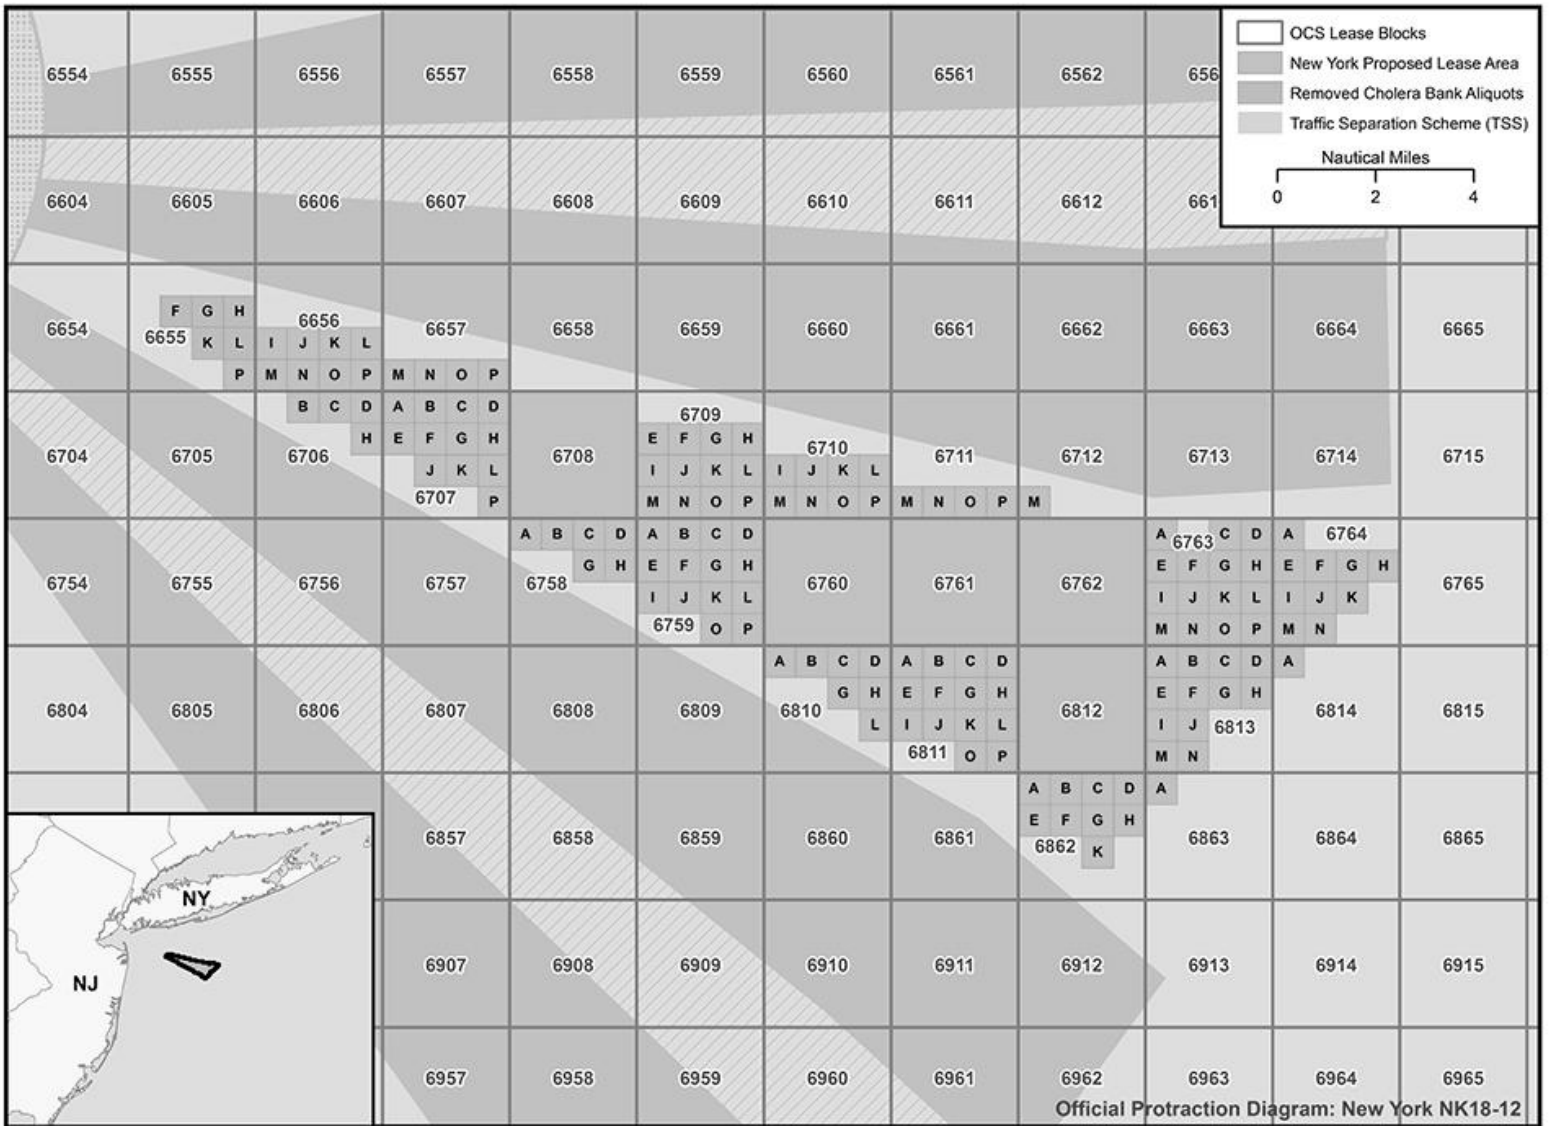 OCS Lease Blocks
New York Proposed Lease Area
Removed Cholera Bank Aliquots
Traffic Separation Scheme (TSS)
Nautical Miles
0 2 4
6554 6555 6556 6557 6558 6559 6560 6561 6562 656
6604 6605 6606 6607 6608 6609 6610 6611 6612 661
F G H
6656
6654 6655 6657 6658 6659 6660 6661 6662 6663 6664 6665
K L I J K L
P M N O P M N O P
B C D A B C D
6709
H E F G H E F G H
6710
6704 6705 6706 6708 6711 6712 6713 6714 6715
J K L I J K L I J K L
6707
P M N O P M N O P M N O P M
A B C D A B C D A 6763 C D A 6764
G H E F G H E F G H E F G H
6754 6755 6756 6757 6758 6760 6761 6762 6765
I J K L I J K L I J K
6759 O P M N O P M N
A B C D A B C D A B C D A
G H E F G H E F G H
6804 6805 6806 6807 6808 6809 6810 6812 6814 6815
L I J K L I J 6813
6811 O P M N
A B C D A
E F G H
6857 6858 6859 6860 6861 6862 6863 6864 6865
K
NY
NJ
6907 6908 6909 6910 6911 6912 6913 6914 6915
6957 6958 6959 6960 6961 6962 6963 6964 6965
Official Protraction Diagram: New York NK18-12